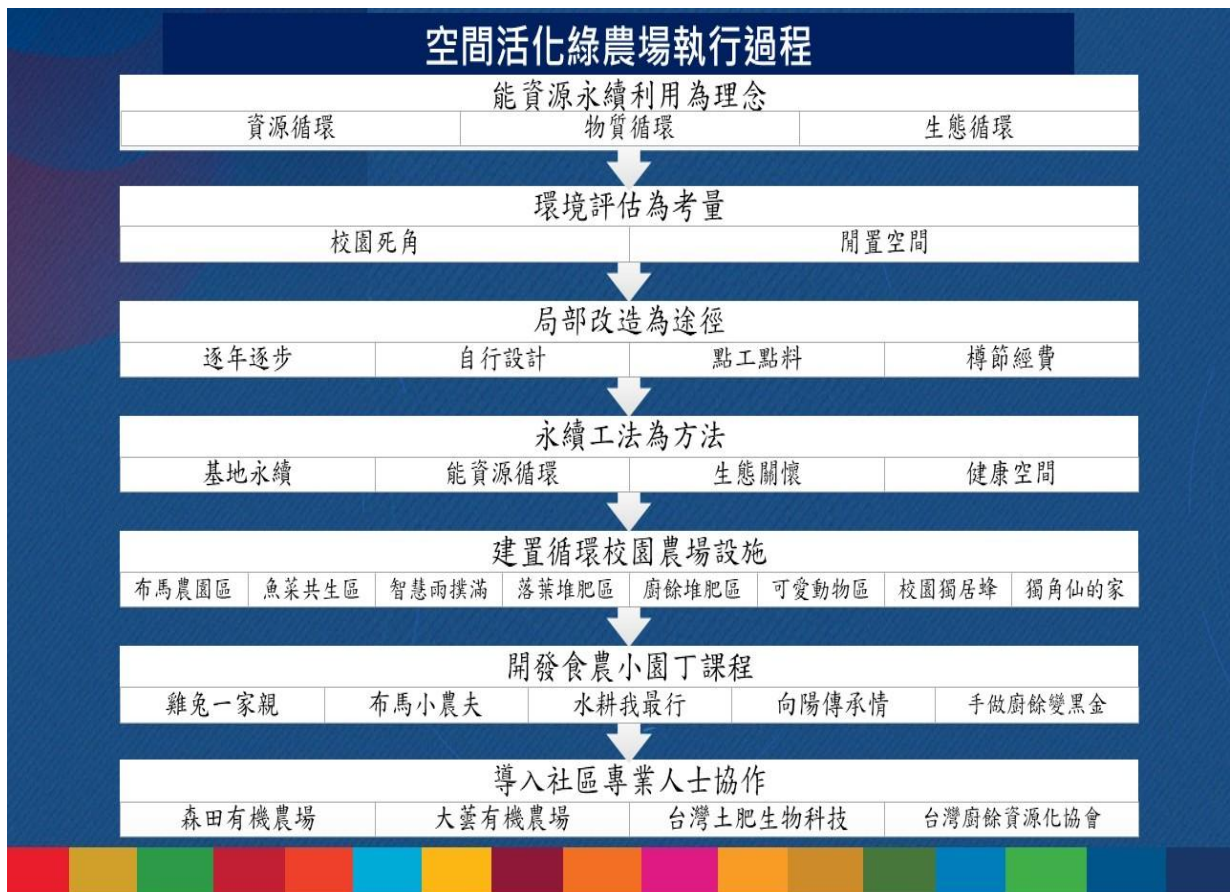 空間活化綠農場執行過程
能資源永續利用為理念
資源循環 物質循環 生態循環
環境評估為考量
校園死角 閒置空間
局部改造為途徑
逐年逐步 自行設計 點工點料 樽節經費
永續工法為方法
基地永續 能資源循環 生態關懷 健康空間
建置循環校園農場設施
布馬農園區 魚菜共生區 智慧雨撲滿 落葉堆肥區 廚餘堆肥區 可愛動物區 校園獨居蜂 獨角仙的家
開發食農小園丁課程
雞兔一家親 布馬小農夫 水耕我最行 向陽傳承情 手做廚餘變黑金
導入社區專業人士協作
森田有機農場 大蕓有機農場 台灣土肥生物科技 台灣廚餘資源化協會